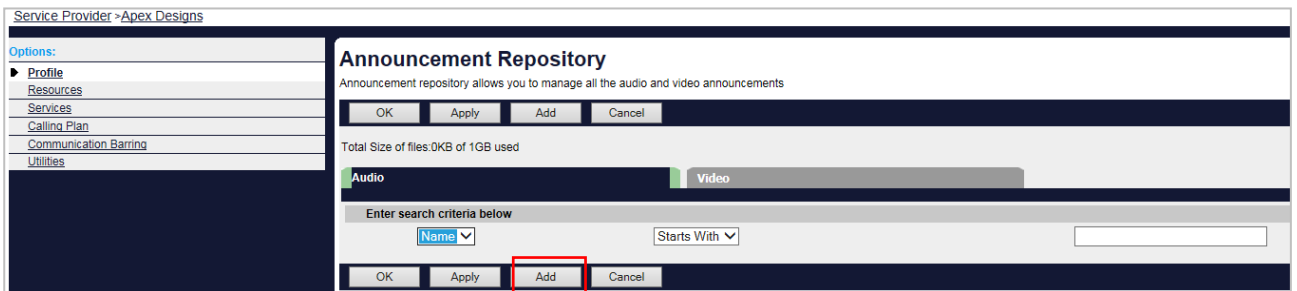 Service Provider >Apex Designs
Options:
Profile
Resources
Services
Calling Plan
Communication Barring
Utilities
Announcement Repository
Announcement repository allows you to manage all the audio and video announcements
OK Apply Add Cancel
Total Size of files:0KB of 1GB used
Audio Video
Enter search criteria below
Name Starts With
OK Apply Add Cancel